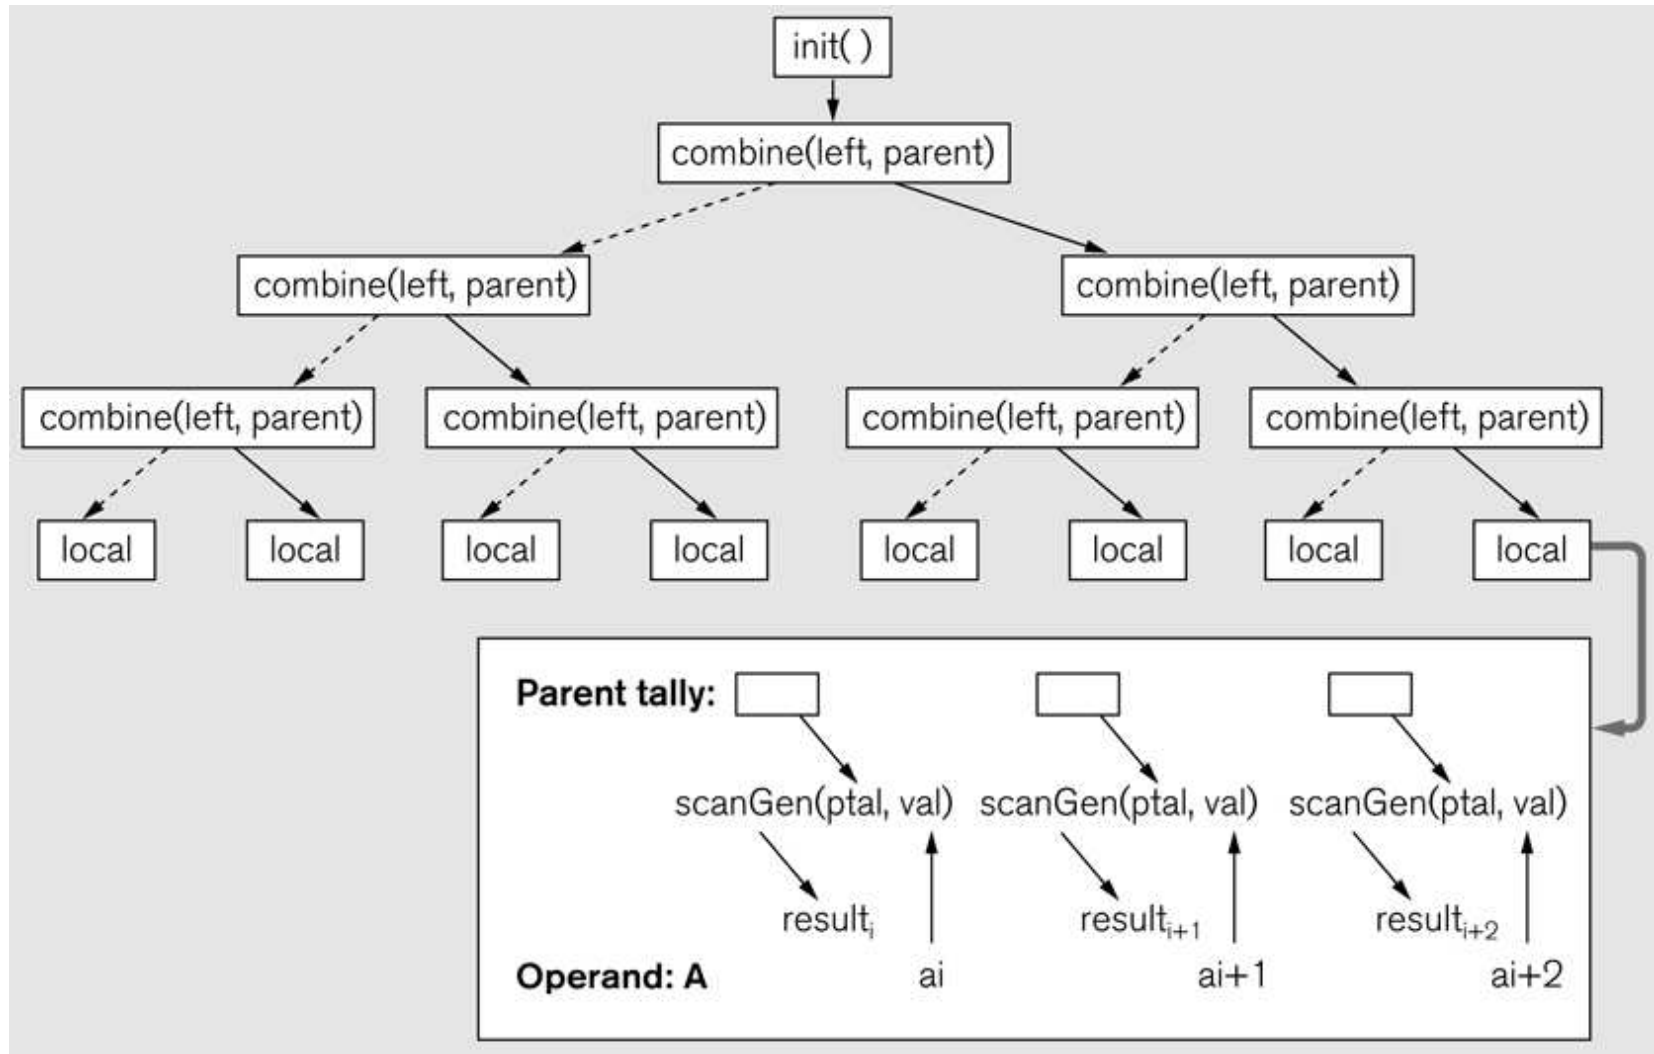 init( )
combine(left, parent)
combine(left, parent) combine(left, parent)
combine(left, parent) combine(left, parent) combine(left, parent) combine(left, parent)
local local local local local local local local
Parent tally:
scanGen(ptal, val) scanGen(ptal, val) scanGen(ptal, val)
resultᵢ resultᵢ₊₁ resultᵢ₊₂
Operand: A ai ai+1 ai+2